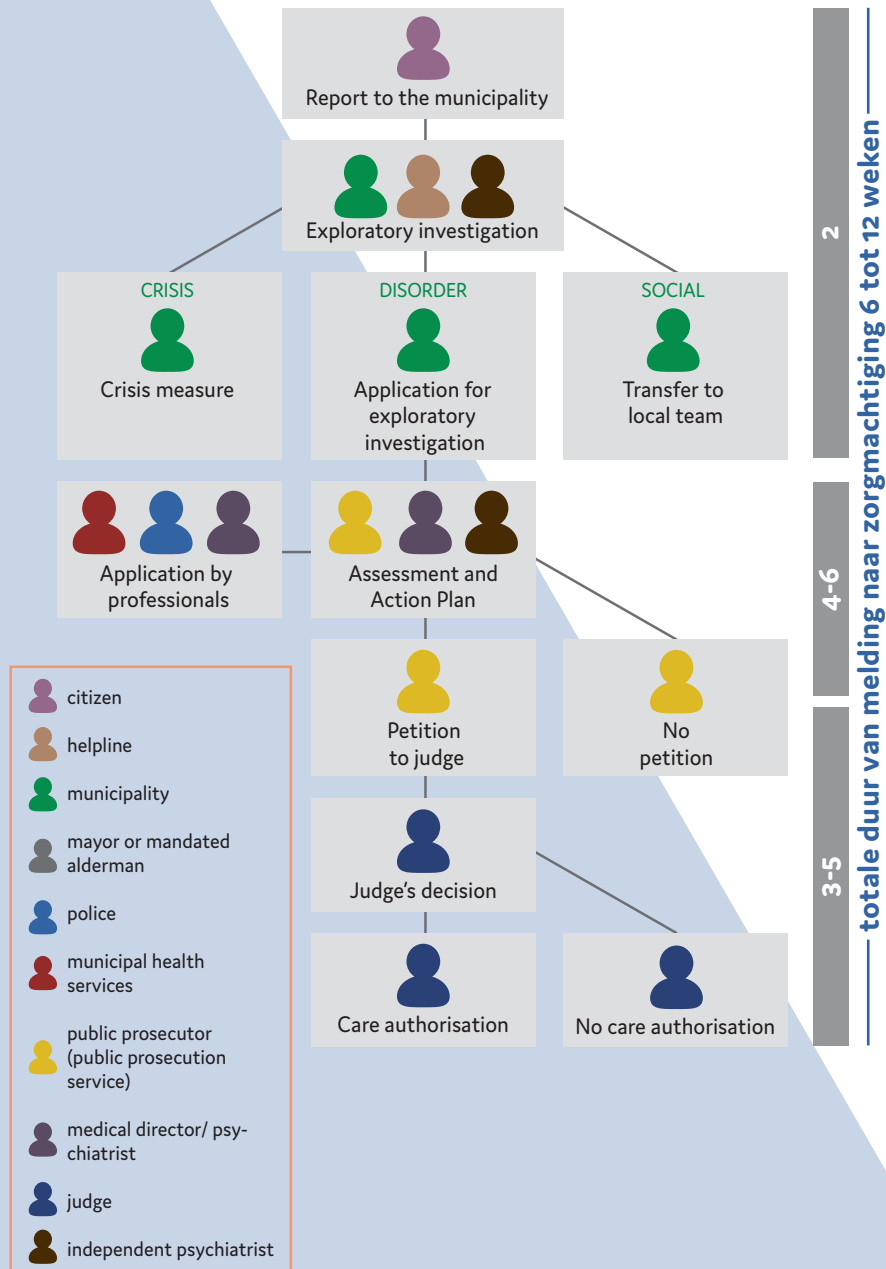 Report to the municipality
Exploratory investigation
CRISIS
Crisis measure
DISORDER
Application for
exploratory
investigation
SOCIAL
Transfer to
local team
Application by
professionals
Assessment and
Action Plan
Petition
to judge
No
petition
Judge's decision
Care authorisation
No care authorisation
2
4-6
3-5
totale duur van melding naar zorgmachtiging 6 tot 12 weken
citizen
helpline
municipality
mayor or mandated
alderman
police
municipal health
services
public prosecutor
(public prosecution
service)
medical director/ psy-
chiatrist
judge
independent psychiatrist